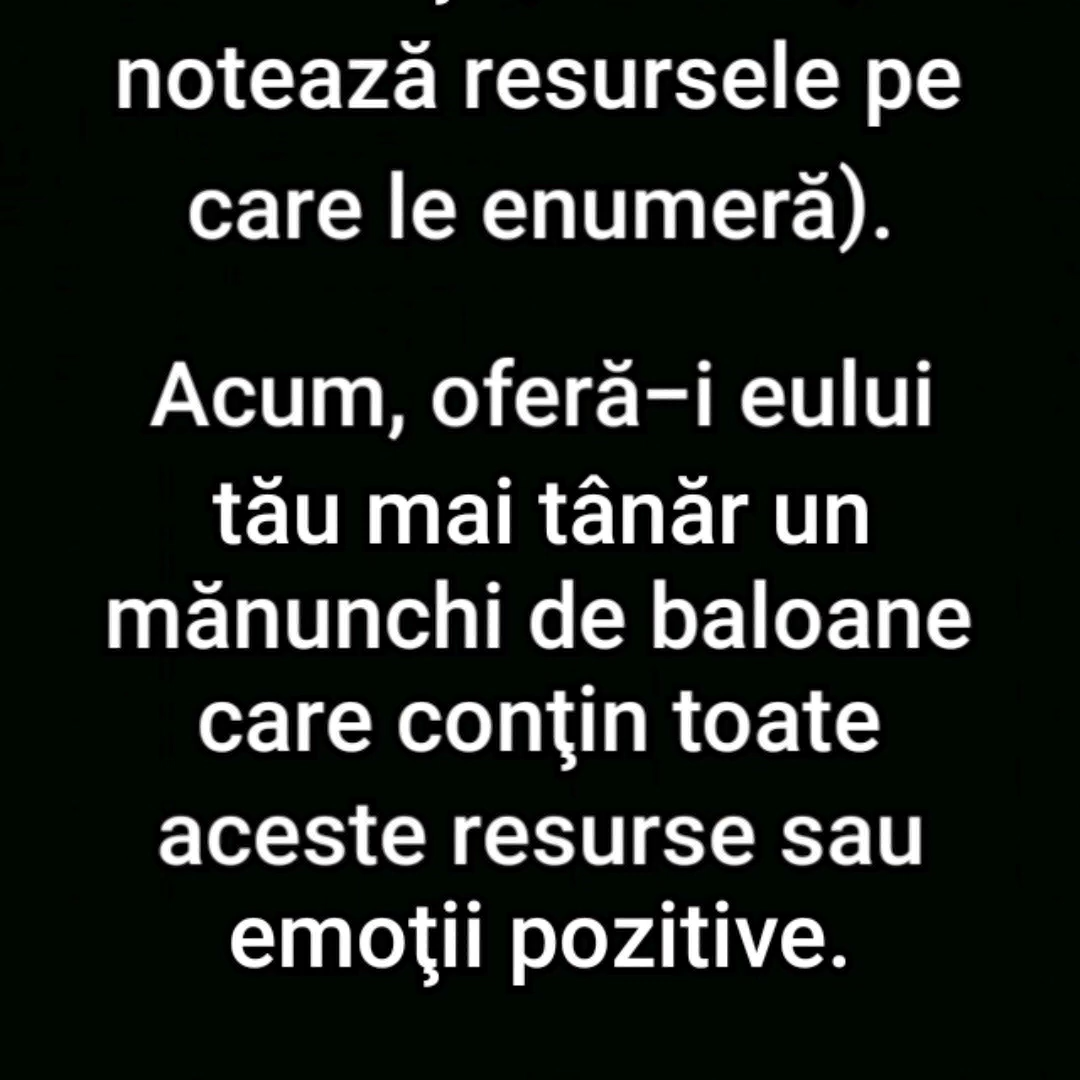 notează resursele pe
care le enumeră).
Acum, oferă-i eului
tău mai tânăr un
mănunchi de baloane
care conţin toate
aceste resurse sau
emoţii pozitive.